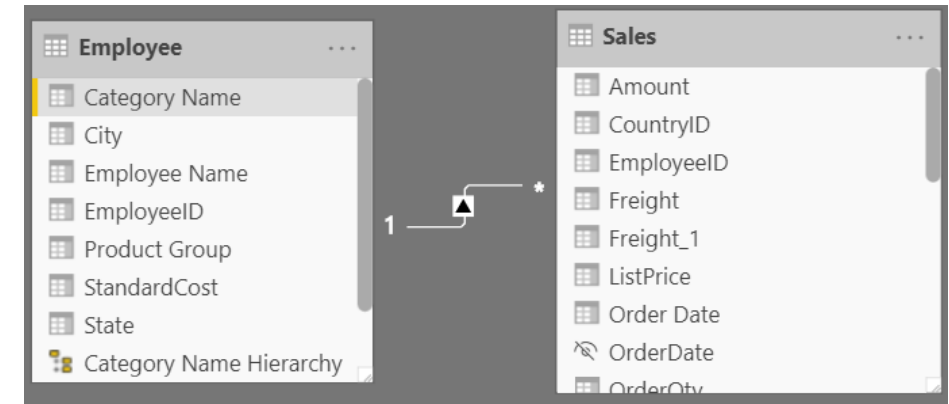 Employee
...
Category Name
City
Employee Name
EmployeeID
Product Group
StandardCost
State
Category Name Hierarchy
1
*
Sales
...
Amount
CountryID
EmployeeID
Freight
Freight_1
ListPrice
Order Date
OrderDate
OrderQty